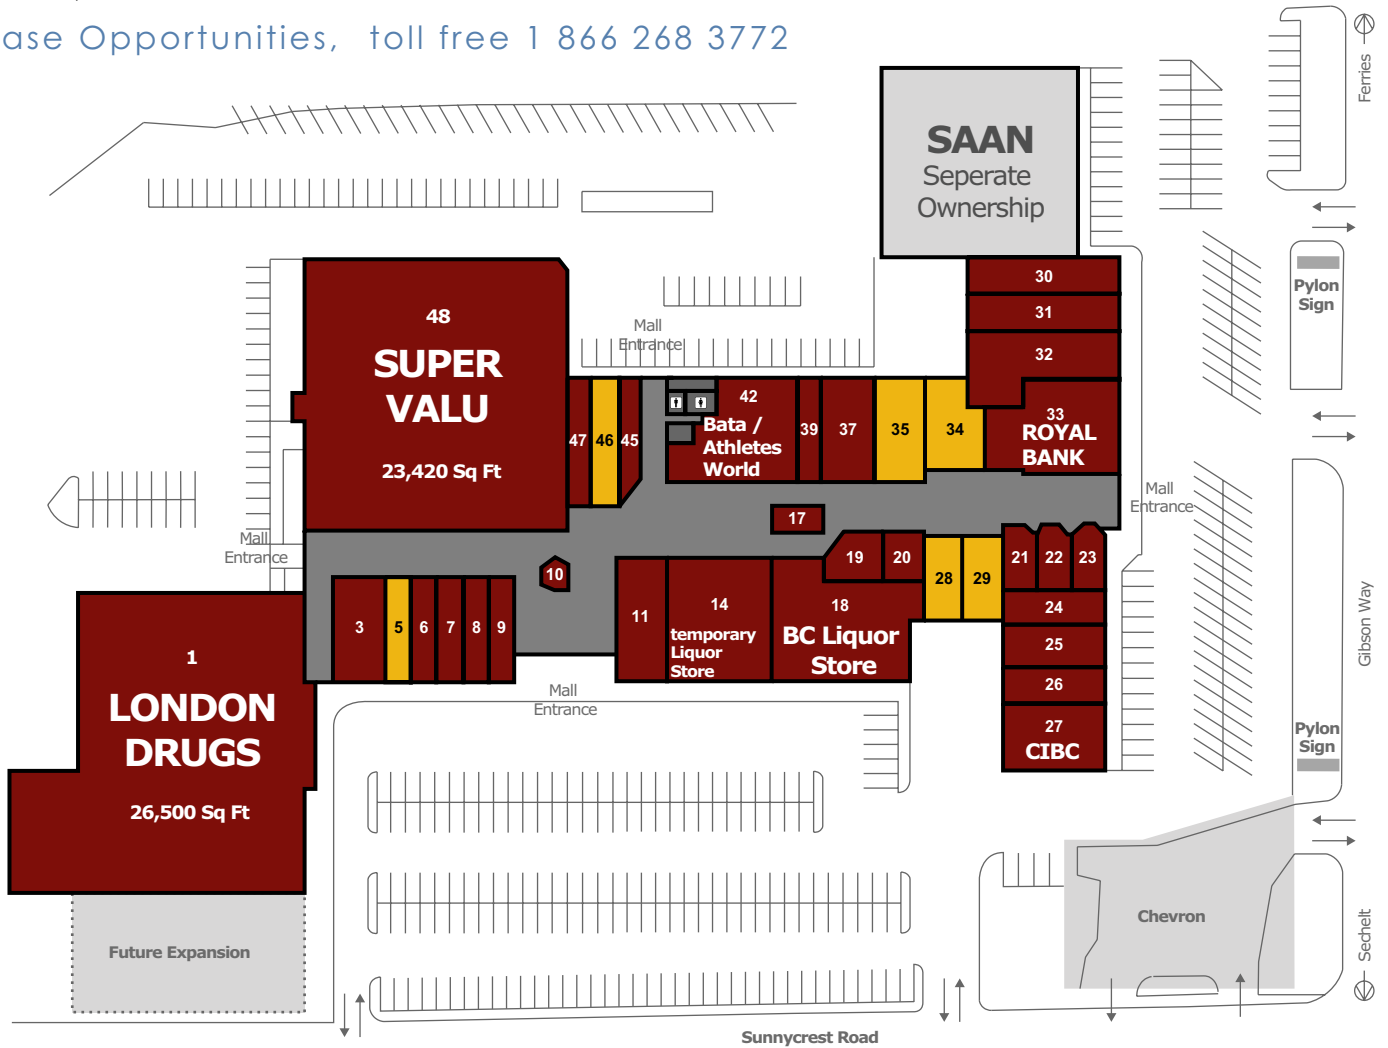 ase Opportunities, toll free 1 866 268 3772
Ferries
SAAN
Seperate
Ownership
30
Pylon
Sign
31
48
Mall
Entrance
32
SUPER
VALU
23,420 Sq Ft
47
46
45
42
Bata /
Athletes
World
39
37
35
34
33
ROYAL
BANK
Mall
Entrance
17
Mall
Entrance
10
19
20
28
29
21
22
23
3
5
6
7
8
9
11
14
temporary
Liquor
Store
18
BC Liquor
Store
24
25
26
27
CIBC
Gibson Way
1
LONDON
DRUGS
26,500 Sq Ft
Mall
Entrance
Pylon
Sign
Future Expansion
Chevron
Sechelt
Sunnycrest Road